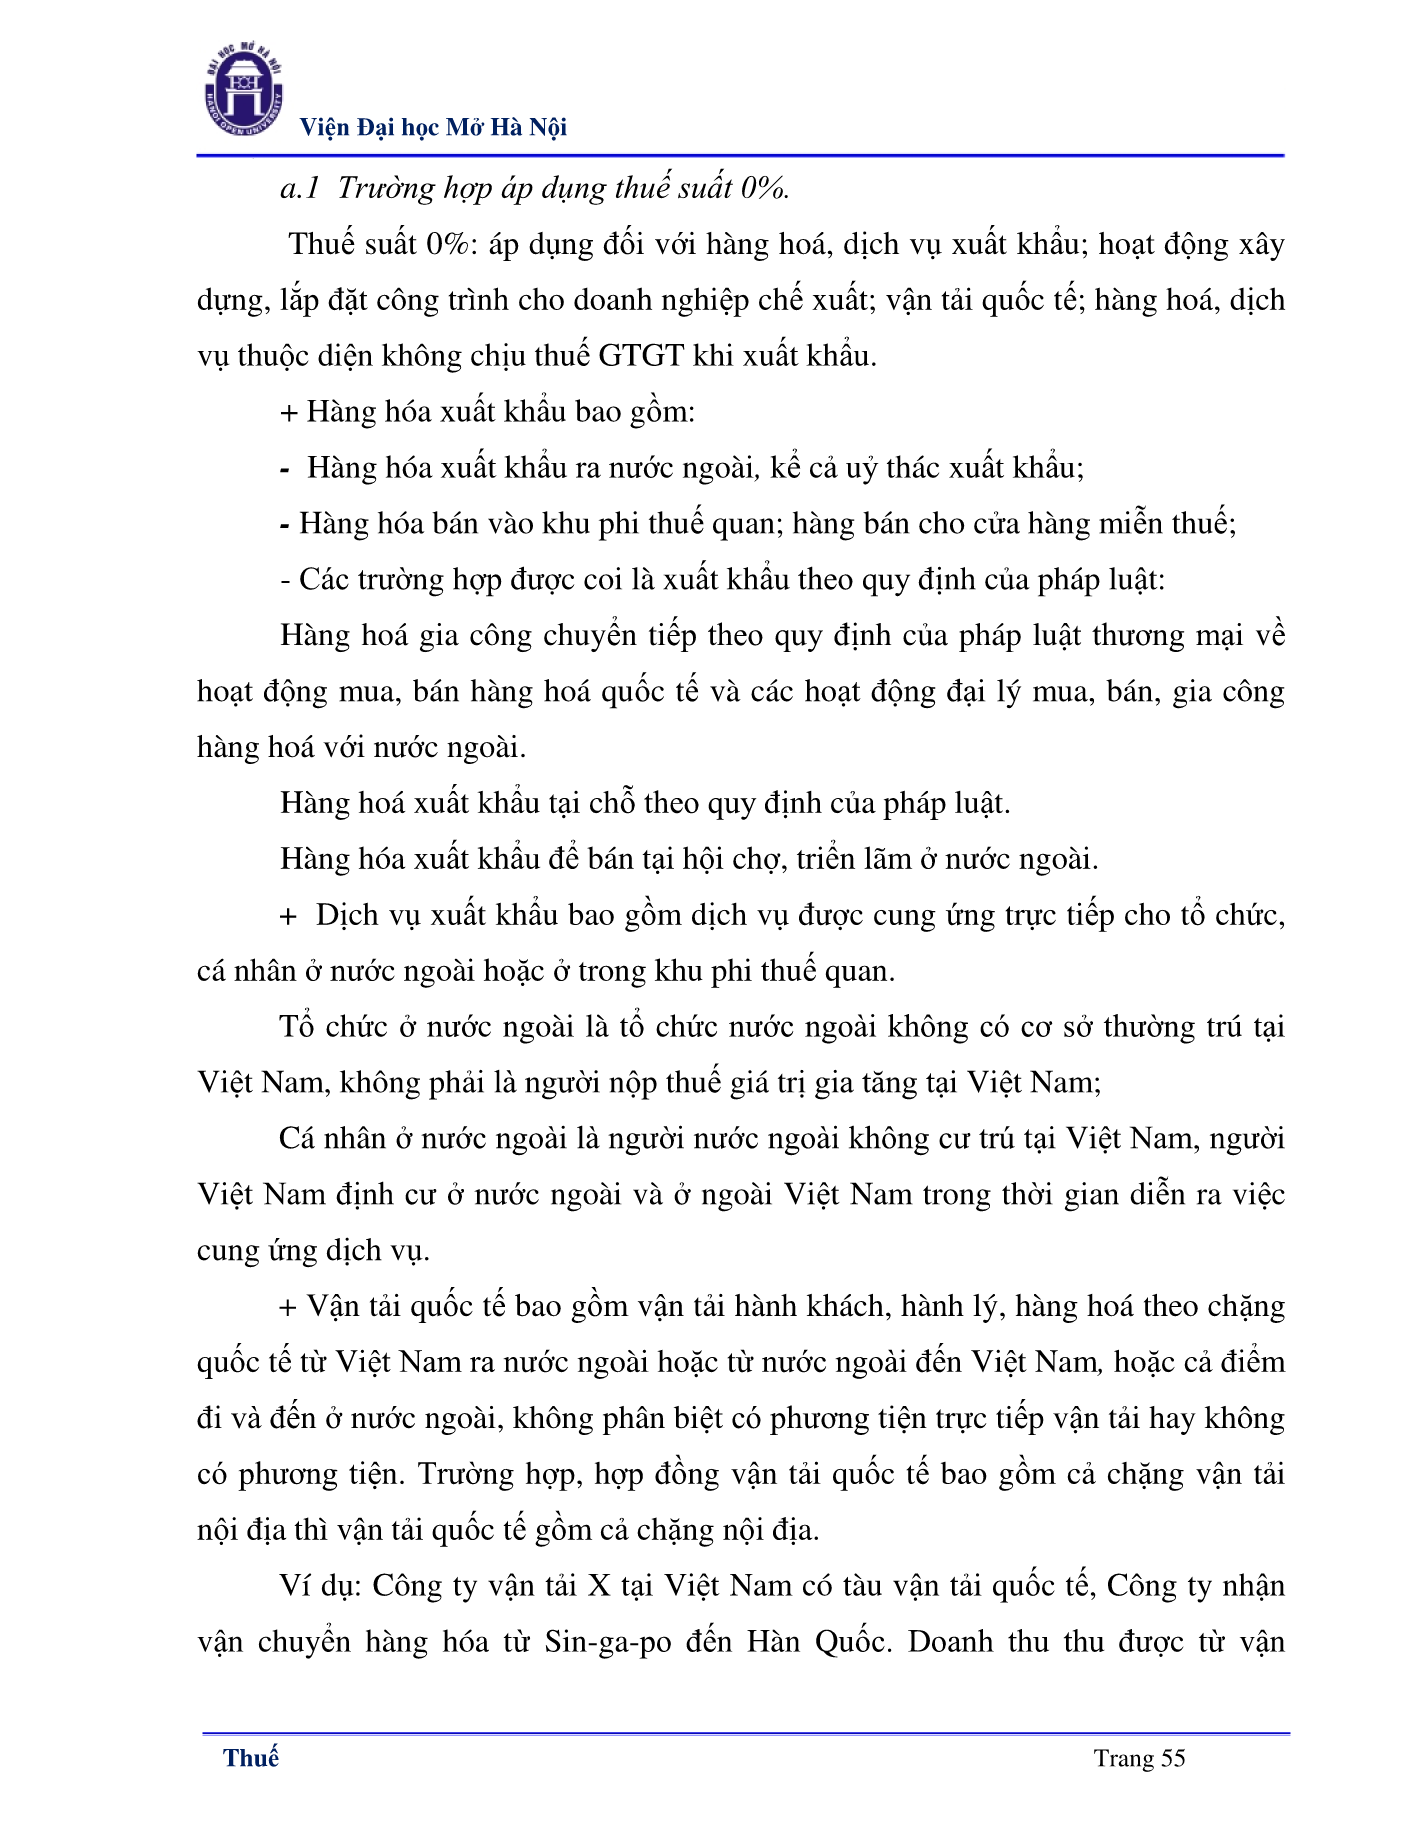 ĐẠI HỌC MỞ HÀ NỘI
HANOI OPEN UNIVERSITY
Viện Đại học Mở Hà Nội
a.1 Trường hợp áp dụng thuế suất 0%.
Thuế suất 0%: áp dụng đối với hàng hoá, dịch vụ xuất khẩu; hoạt động xây
dựng, lắp đặt công trình cho doanh nghiệp chế xuất; vận tải quốc tế; hàng hoá, dịch
vụ thuộc diện không chịu thuế GTGT khi xuất khẩu.
+ Hàng hóa xuất khẩu bao gồm:
- Hàng hóa xuất khẩu ra nước ngoài, kể cả uỷ thác xuất khẩu;
- Hàng hóa bán vào khu phi thuế quan; hàng bán cho cửa hàng miễn thuế;
- Các trường hợp được coi là xuất khẩu theo quy định của pháp luật:
Hàng hoá gia công chuyển tiếp theo quy định của pháp luật thương mại về
hoạt động mua, bán hàng hoá quốc tế và các hoạt động đại lý mua, bán, gia công
hàng hoá với nước ngoài.
Hàng hoá xuất khẩu tại chỗ theo quy định của pháp luật.
Hàng hóa xuất khẩu để bán tại hội chợ, triển lãm ở nước ngoài.
+ Dịch vụ xuất khẩu bao gồm dịch vụ được cung ứng trực tiếp cho tổ chức,
cá nhân ở nước ngoài hoặc ở trong khu phi thuế quan.
Tổ chức ở nước ngoài là tổ chức nước ngoài không có cơ sở thường trú tại
Việt Nam, không phải là người nộp thuế giá trị gia tăng tại Việt Nam;
Cá nhân ở nước ngoài là người nước ngoài không cư trú tại Việt Nam, người
Việt Nam định cư ở nước ngoài và ở ngoài Việt Nam trong thời gian diễn ra việc
cung ứng dịch vụ.
+ Vận tải quốc tế bao gồm vận tải hành khách, hành lý, hàng hoá theo chặng
quốc tế từ Việt Nam ra nước ngoài hoặc từ nước ngoài đến Việt Nam, hoặc cả điểm
đi và đến ở nước ngoài, không phân biệt có phương tiện trực tiếp vận tải hay không
có phương tiện. Trường hợp, hợp đồng vận tải quốc tế bao gồm cả chặng vận tải
nội địa thì vận tải quốc tế gồm cả chặng nội địa.
Ví dụ: Công ty vận tải X tại Việt Nam có tàu vận tải quốc tế, Công ty nhận
vận chuyển hàng hóa từ Sin-ga-po đến Hàn Quốc. Doanh thu thu được từ vận
Thuế
Trang 55